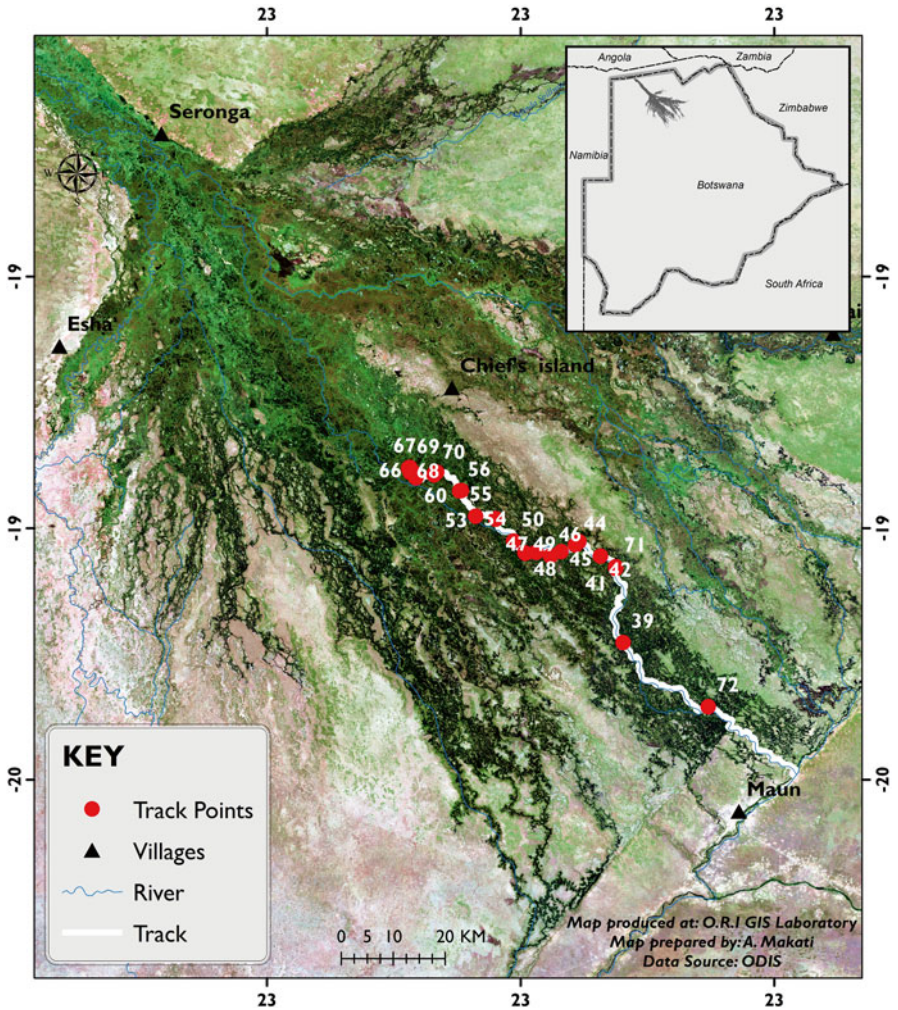 23 23 23
Angola
Zambia
Zimbabwe
Namibia
Botswana
South Africa
Seronga
-19 -19
Esha
Chief's island
67 69 70
66 68 56
60 55
53 54 50
47 49 46 44
48 45 71
41 42
39
72
KEY
Track Points
Villages
River
Track
-20 -20
Maun
0 5 10 20 KM
Map produced at: O.R.I GIS Laboratory
Map prepared by: A. Makati
Data Source: ODIS
-19 -19
23 23 23